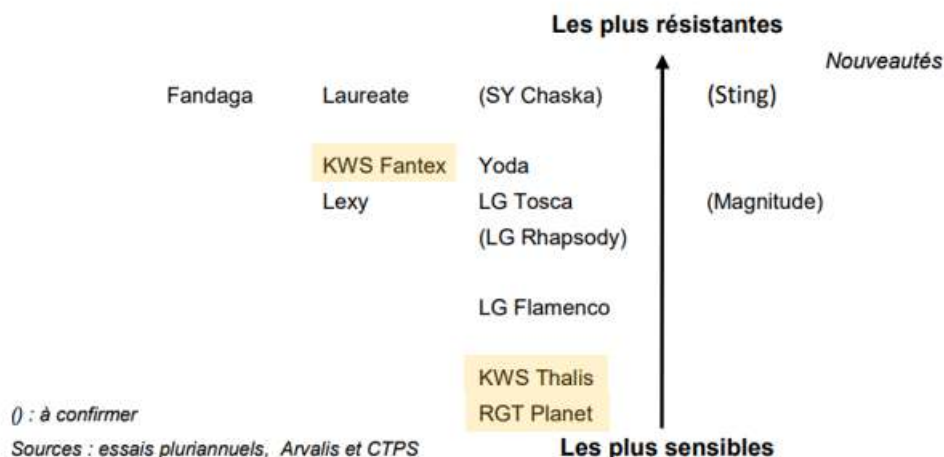 Les plus résistantes
Nouveautés
Fandaga Laureate (SY Chaska) (Sting)
KWS Fantex Yoda
Lexy LG Tosca (Magnitude)
(LG Rhapsody)
LG Flamenco
KWS Thalis
RGT Planet
() : à confirmer
Sources : essais pluriannuels, Arvalis et CTPS
Les plus sensibles